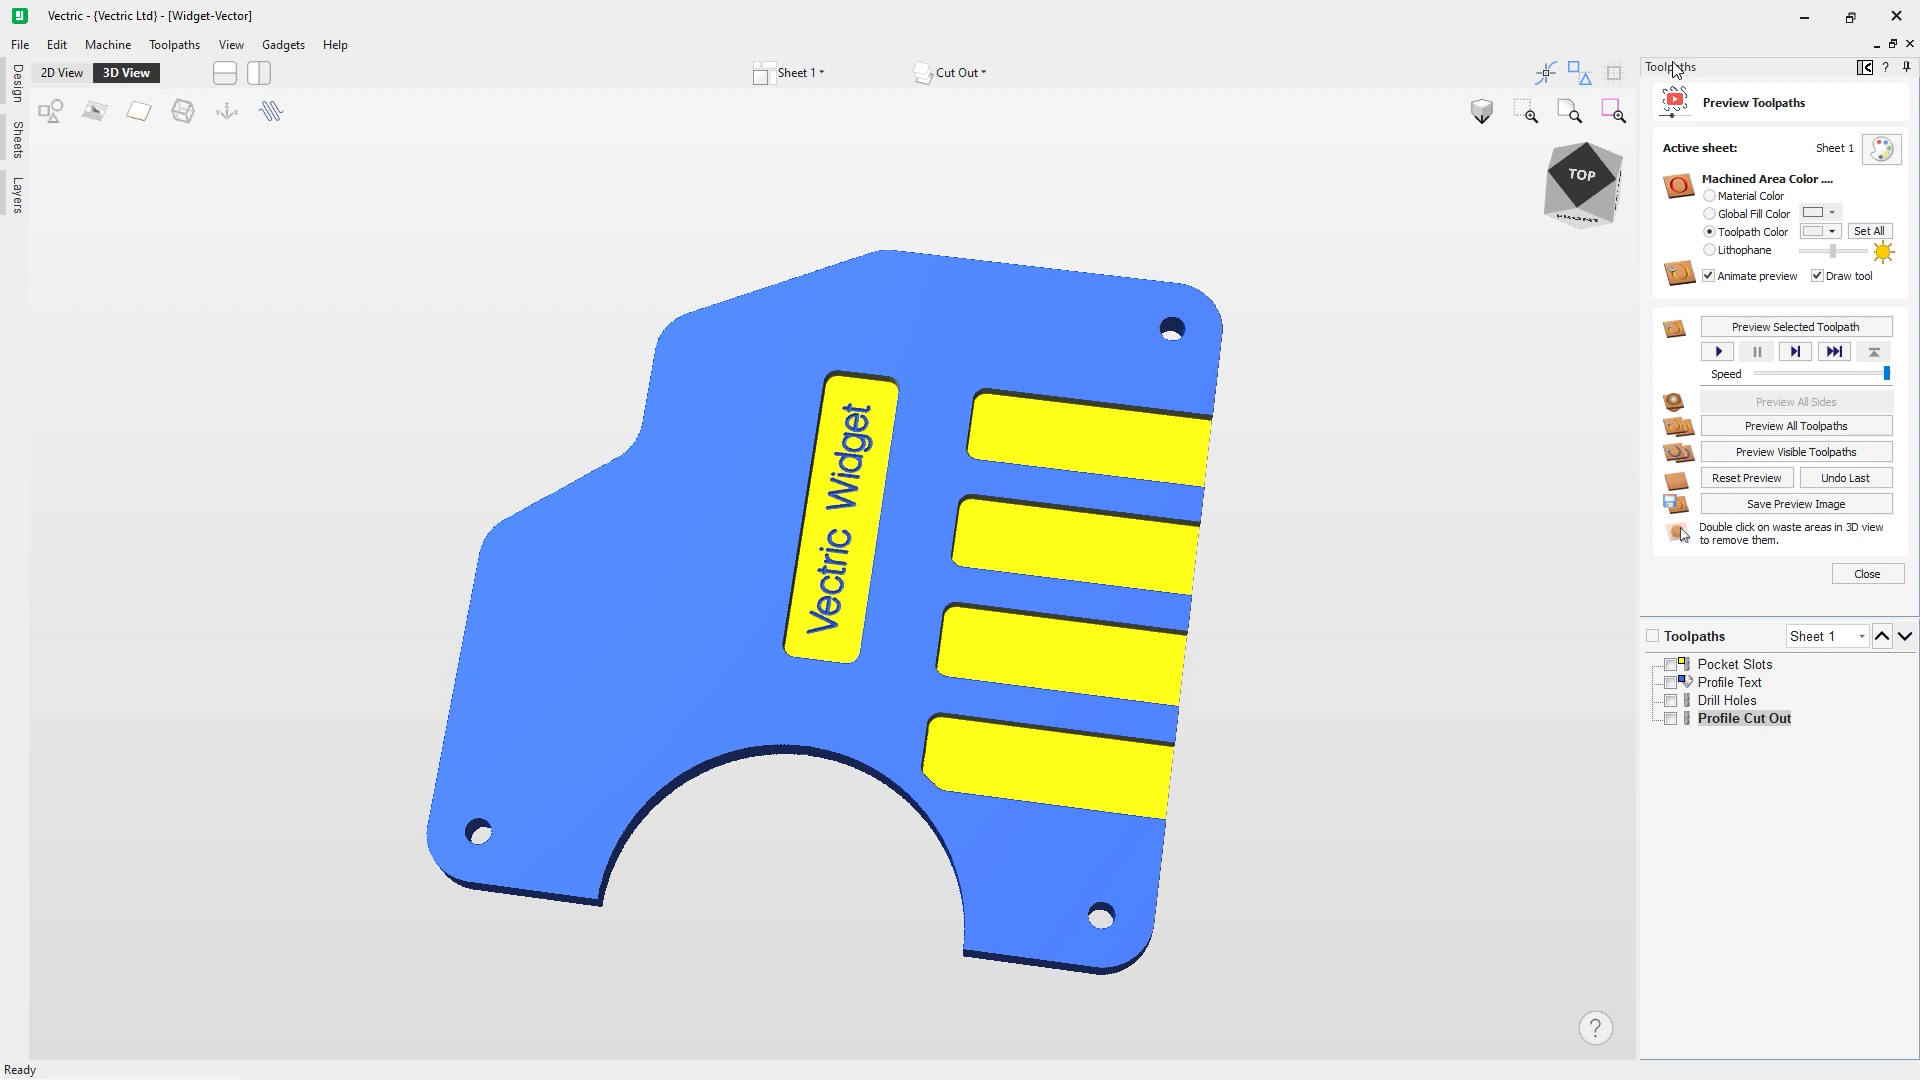 Vectric - {Vectric Ltd} - [Widget-Vector]
File Edit Machine Toolpaths View Gadgets Help
2D View 3D View Sheet 1 Cut Out
Design
Sheets
Layers
TOP
FRONT
Vectric Widget
Toolpaths ?
Preview Toolpaths
Active sheet: Sheet 1
Machined Area Color ....
Material Color
Global Fill Color
Toolpath Color Set All
Lithophane
Animate preview Draw tool
Preview Selected Toolpath
Speed
Preview All Sides
Preview All Toolpaths
Preview Visible Toolpaths
Reset Preview Undo Last
Save Preview Image
Double click on waste areas in 3D view
to remove them.
Close
Toolpaths Sheet 1
Pocket Slots
Profile Text
Drill Holes
Profile Cut Out
?
Ready